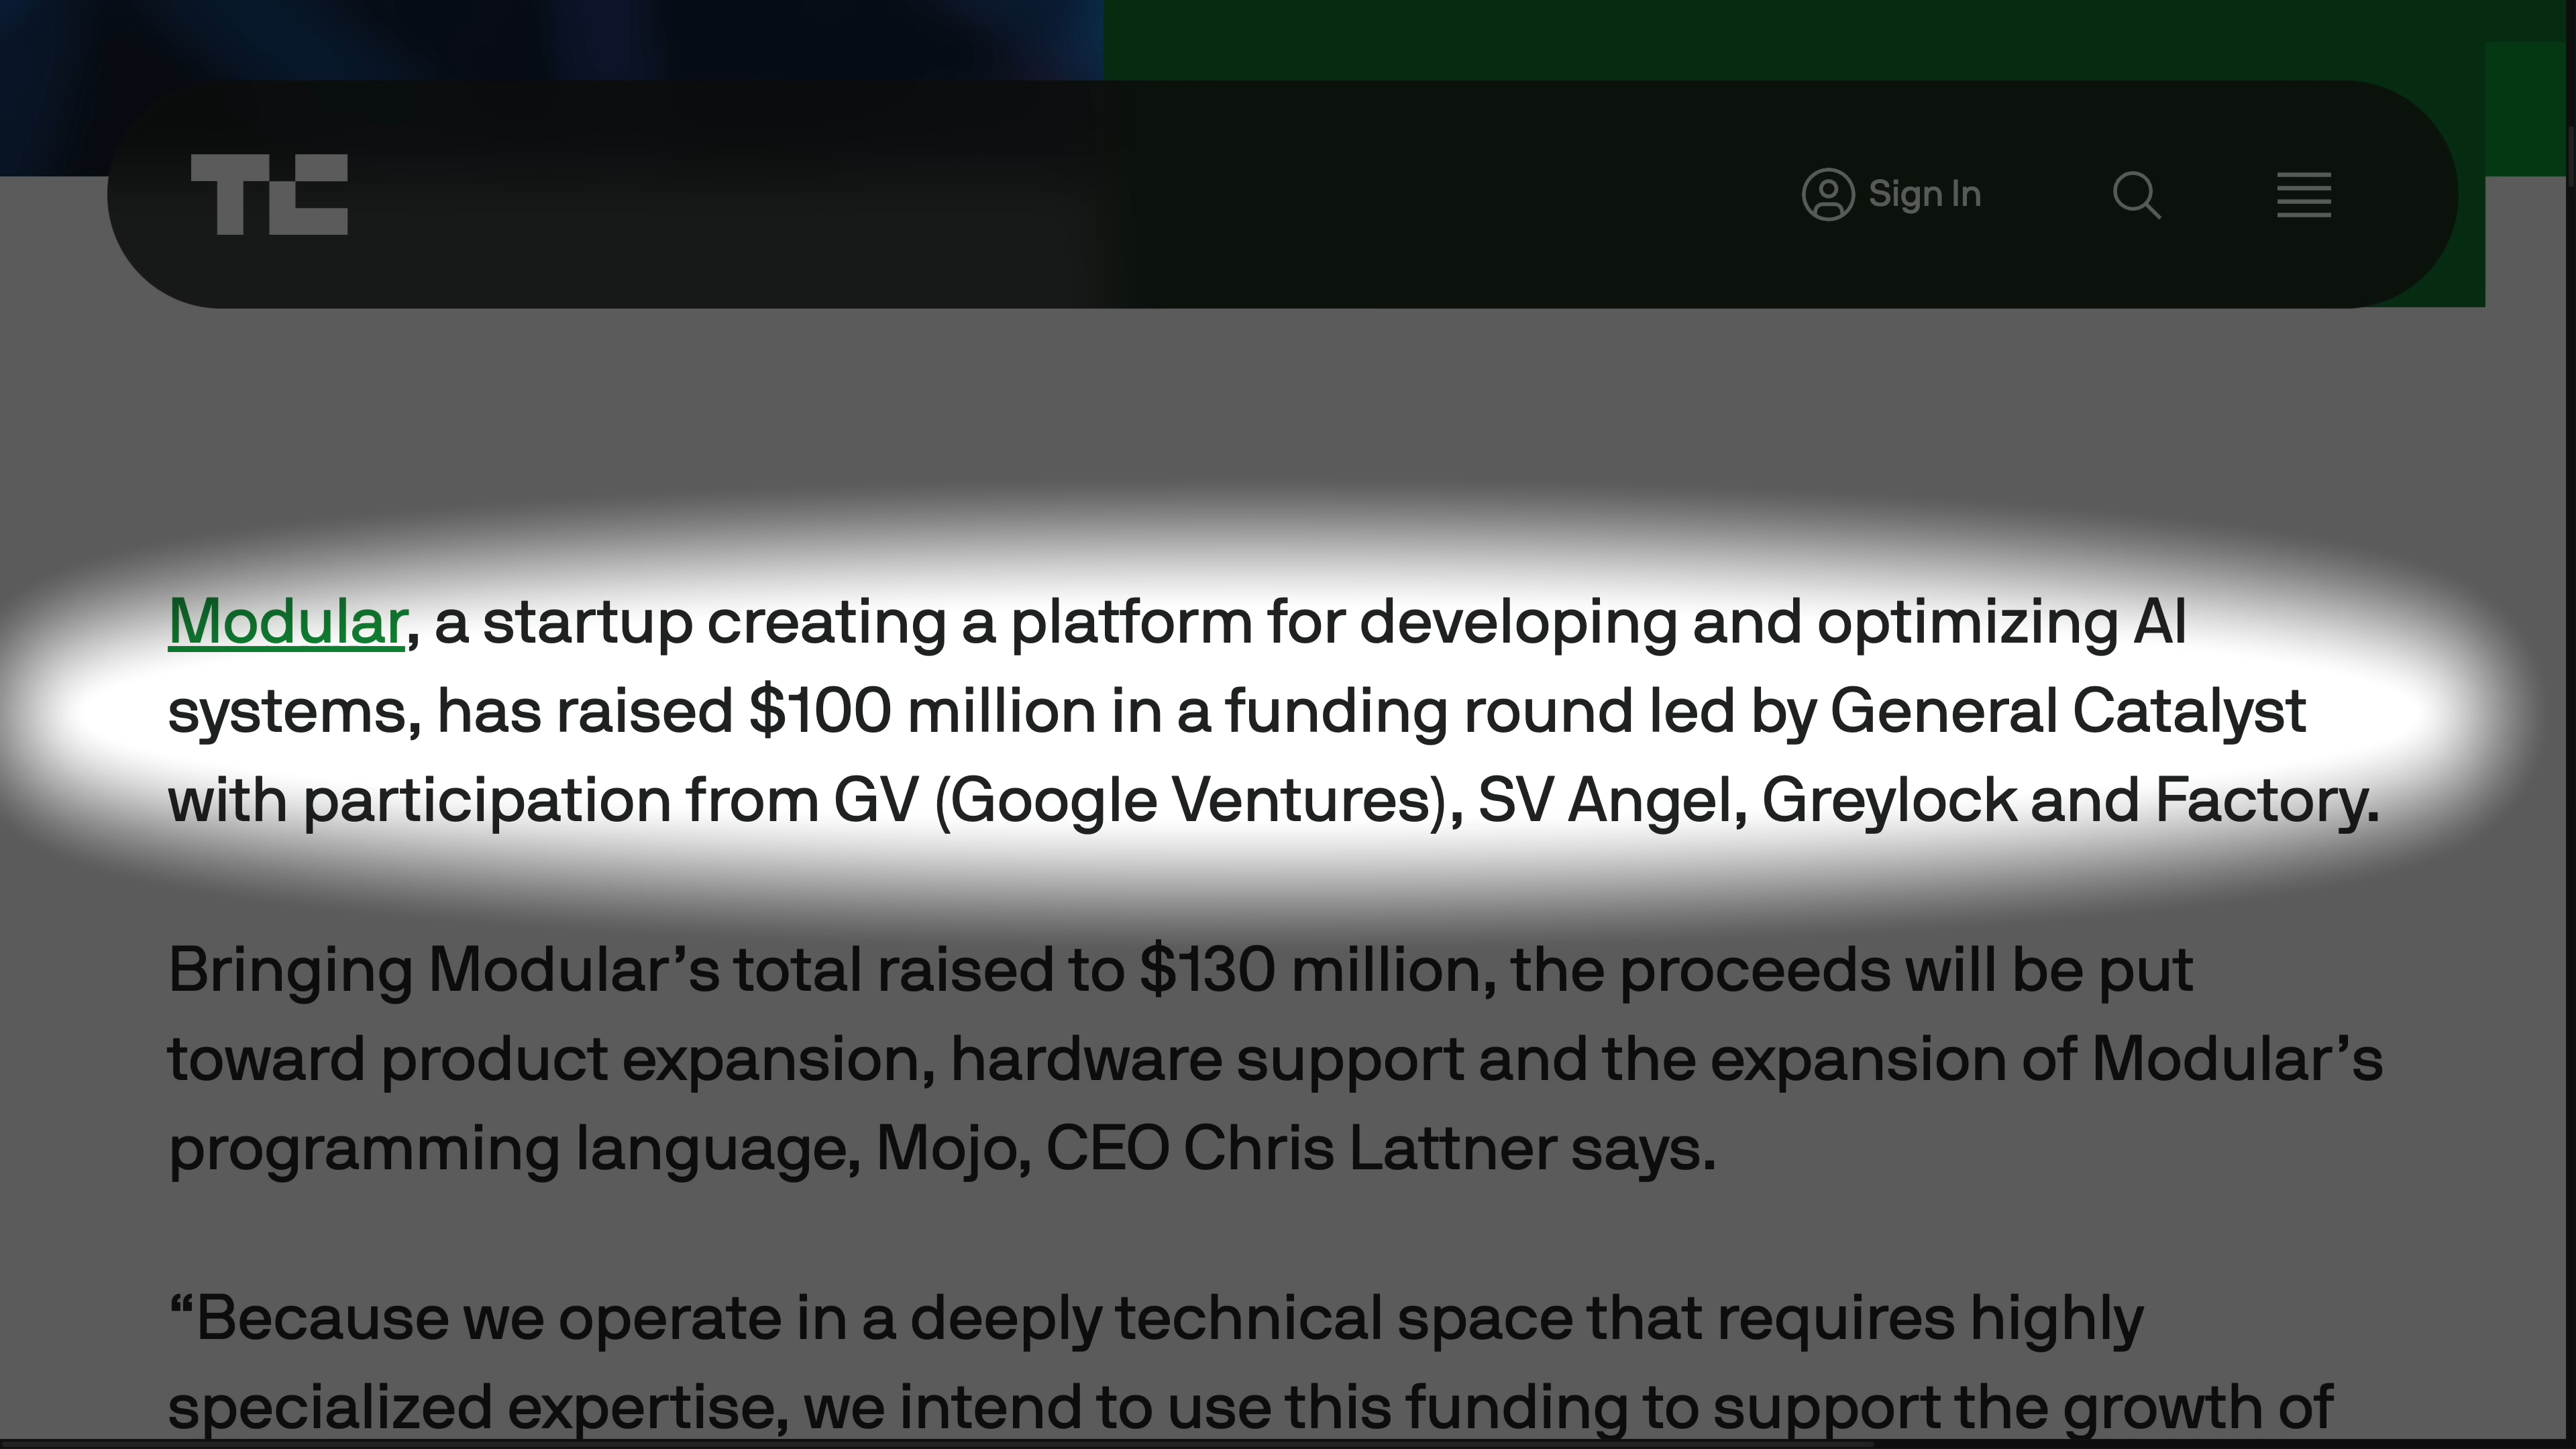 TC
Sign In
Modular, a startup creating a platform for developing and optimizing AI
systems, has raised $100 million in a funding round led by General Catalyst
with participation from GV (Google Ventures), SV Angel, Greylock and Factory.
Bringing Modular’s total raised to $130 million, the proceeds will be put
toward product expansion, hardware support and the expansion of Modular’s
programming language, Mojo, CEO Chris Lattner says.
“Because we operate in a deeply technical space that requires highly
specialized expertise, we intend to use this funding to support the growth of